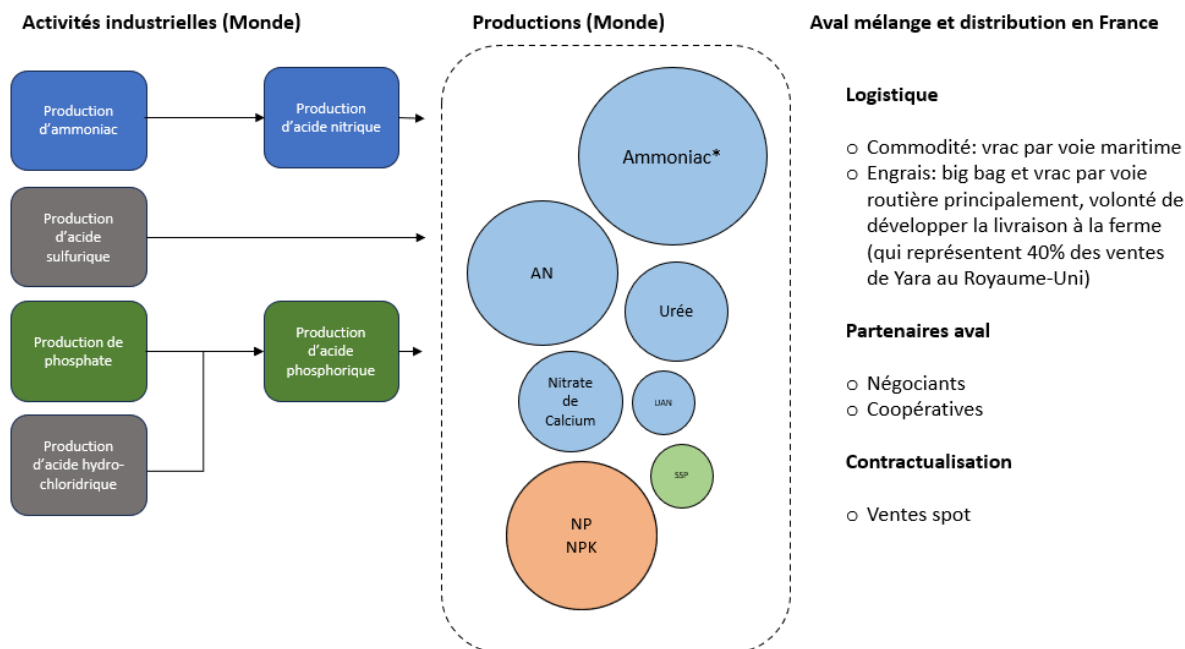 Activités industrielles (Monde)
Productions (Monde)
Aval mélange et distribution en France
Production
d'ammoniac
Production
d'acide nitrique
Production
d'acide
sulfurique
Production de
phosphate
Production
d'acide
phosphorique
Production
d'acide hydro-
chloridrique
Ammoniac*
AN
Urée
Nitrate
de
Calcium
UAN
SSP
NP
NPK
Logistique
o Commodité: vrac par voie maritime
o Engrais: big bag et vrac par voie
routière principalement, volonté de
développer la livraison à la ferme
(qui représentent 40% des ventes
de Yara au Royaume-Uni)
Partenaires aval
o Négociants
o Coopératives
Contractualisation
o Ventes spot